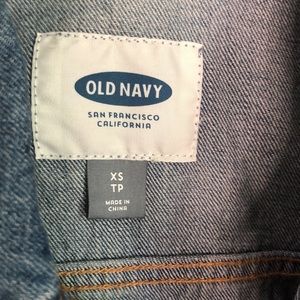 OLD NAVY
SAN FRANCISCO
CALIFORNIA
XS
TP
MADE IN
CHINA